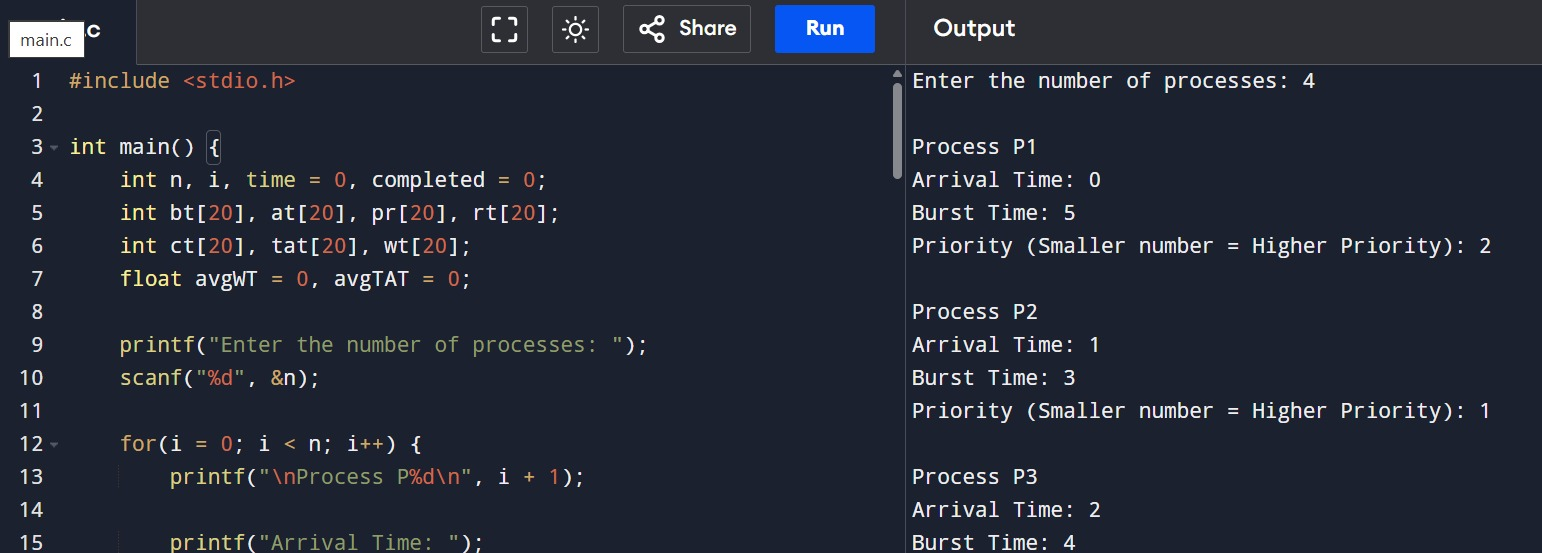 main.c
.c
Share
Run
Output
1 #include <stdio.h>
2
3 int main() {
4 int n, i, time = 0, completed = 0;
5 int bt[20], at[20], pr[20], rt[20];
6 int ct[20], tat[20], wt[20];
7 float avgWT = 0, avgTAT = 0;
8
9 printf("Enter the number of processes: ");
10 scanf("%d", &n);
11
12 for(i = 0; i < n; i++) {
13 printf("\nProcess P%d\n", i + 1);
14
15 printf("Arrival Time: ");
Enter the number of processes: 4
Process P1
Arrival Time: 0
Burst Time: 5
Priority (Smaller number = Higher Priority): 2
Process P2
Arrival Time: 1
Burst Time: 3
Priority (Smaller number = Higher Priority): 1
Process P3
Arrival Time: 2
Burst Time: 4